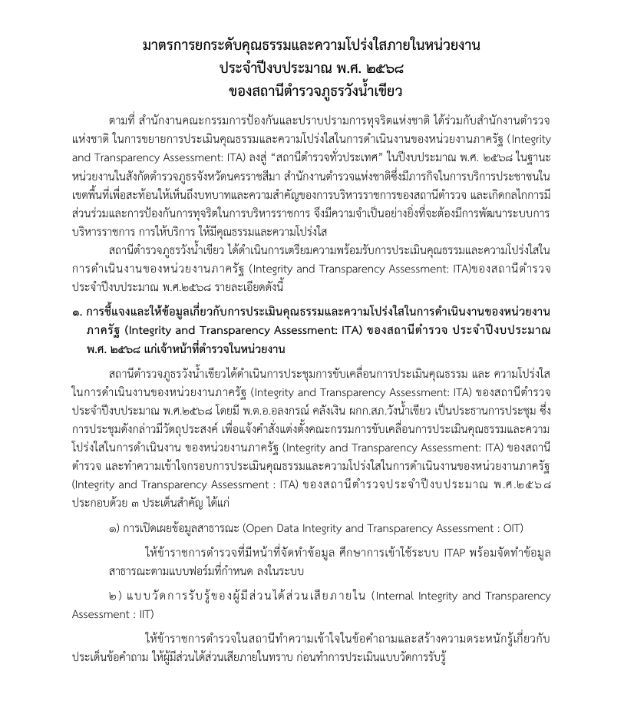 มาตรการยกระดับคุณธรรมและความโปร่งใสภายในหน่วยงาน
ประจำปีงบประมาณ พ.ศ. ๒๕๖๘
ของสถานีตำรวจภูธรวังน้ำเขียว
ตามที่ สำนักงานคณะกรรมการป้องกันและปราบปรามการทุจริตแห่งชาติ ได้ร่วมกับสำนักงานตำรวจ
แห่งชาติ ในการขยายการประเมินคุณธรรมและความโปร่งใสในการดำเนินงานของหน่วยงานภาครัฐ (Integrity
and Transparency Assessment: ITA) ลงสู่ “สถานีตำรวจทั่วประเทศ” ในปีงบประมาณ พ.ศ. ๒๕๖๘ ในฐานะ
หน่วยงานในสังกัดตำรวจภูธรจังหวัดนครราชสีมา สำนักงานตำรวจแห่งชาติซึ่งมีภารกิจในการบริการประชาชนใน
เขตพื้นที่เพื่อสะท้อนให้เห็นถึงบทบาทและความสำคัญของการบริหารราชการของสถานีตำรวจ และเกิดกลไกการมี
ส่วนร่วมและการป้องกันการทุจริตในการบริหารราชการ จึงมีความจำเป็นอย่างยิ่งที่จะต้องมีการพัฒนาระบบการ
บริหารราชการ การให้บริการ ให้มีคุณธรรมและความโปร่งใส
สถานีตำรวจภูธรวังน้ำเขียว ได้ดำเนินการเตรียมความพร้อมรับการประเมินคุณธรรมและความโปร่งใสใน
การดำเนินงานของหน่วยงานภาครัฐ (Integrity and Transparency Assessment: ITA)ของสถานีตำรวจ
ประจำปีงบประมาณ พ.ศ.๒๕๖๘ รายละเอียดดังนี้
๑. การชี้แจงและให้ข้อมูลเกี่ยวกับการประเมินคุณธรรมและความโปร่งใสในการดำเนินงานของหน่วยงาน
ภาครัฐ (Integrity and Transparency Assessment: ITA) ของสถานีตำรวจ ประจำปีงบประมาณ
พ.ศ. ๒๕๖๘ แก่เจ้าหน้าที่ตำรวจในหน่วยงาน
สถานีตำรวจภูธรวังน้ำเขียวได้ดำเนินการประชุมการขับเคลื่อนการประเมินคุณธรรม และ ความโปร่งใส
ในการดำเนินงานของหน่วยงานภาครัฐ (Integrity and Transparency Assessment: ITA) ของสถานีตำรวจ
ประจำปีงบประมาณ พ.ศ.๒๕๖๘ โดยมี พ.ต.อ.อลงกรณ์ คลังเงิน ผกก.สภ.วังน้ำเขียว เป็นประธานการประชุม ซึ่ง
การประชุมดังกล่าวมีวัตถุประสงค์ เพื่อแจ้งคำสั่งแต่งตั้งคณะกรรมการขับเคลื่อนการประเมินคุณธรรมและความ
โปร่งใสในการดำเนินงาน ของหน่วยงานภาครัฐ (Integrity and Transparency Assessment: ITA) ของสถานี
ตำรวจ และทำความเข้าใจกรอบการประเมินคุณธรรมและความโปร่งใสในการดำเนินงานของหน่วยงานภาครัฐ
(Integrity and Transparency Assessment : ITA) ของสถานีตำรวจประจำปีงบประมาณ พ.ศ.๒๕๖๘
ประกอบด้วย ๓ ประเด็นสำคัญ ได้แก่
๑) การเปิดเผยข้อมูลสาธารณะ (Open Data Integrity and Transparency Assessment : OIT)
ให้ข้าราชการตำรวจที่มีหน้าที่จัดทำข้อมูล ศึกษาการเข้าใช้ระบบ ITAP พร้อมจัดทำข้อมูล
สาธารณะตามแบบฟอร์มที่กำหนด ลงในระบบ
๒) แบบวัดการรับรู้ของผู้มีส่วนได้ส่วนเสียภายใน (Internal Integrity and Transparency
Assessment : IIT)
ให้ข้าราชการตำรวจในสถานีทำความเข้าใจในข้อคำถามและสร้างความตระหนักรู้เกี่ยวกับ
ประเด็นข้อคำถาม ให้ผู้มีส่วนได้ส่วนเสียภายในทราบ ก่อนทำการประเมินแบบวัดการรับรู้